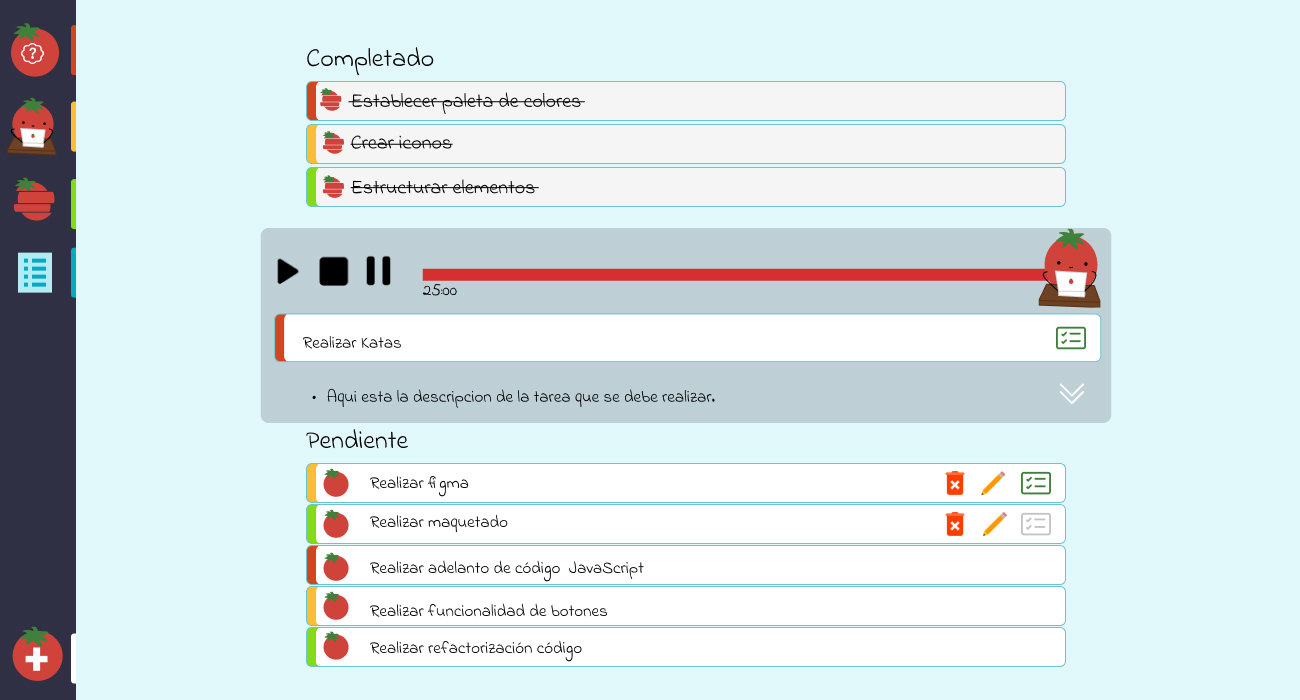 ?
Completado
Establecer paleta de colores
Crear iconos
Estructurar elementos
25:00
Realizar Katas
• Aqui esta la descripcion de la tarea que se debe realizar.
Pendiente
Realizar figma
Realizar maquetado
Realizar adelanto de código JavaScript
Realizar funcionalidad de botones
Realizar refactorización código